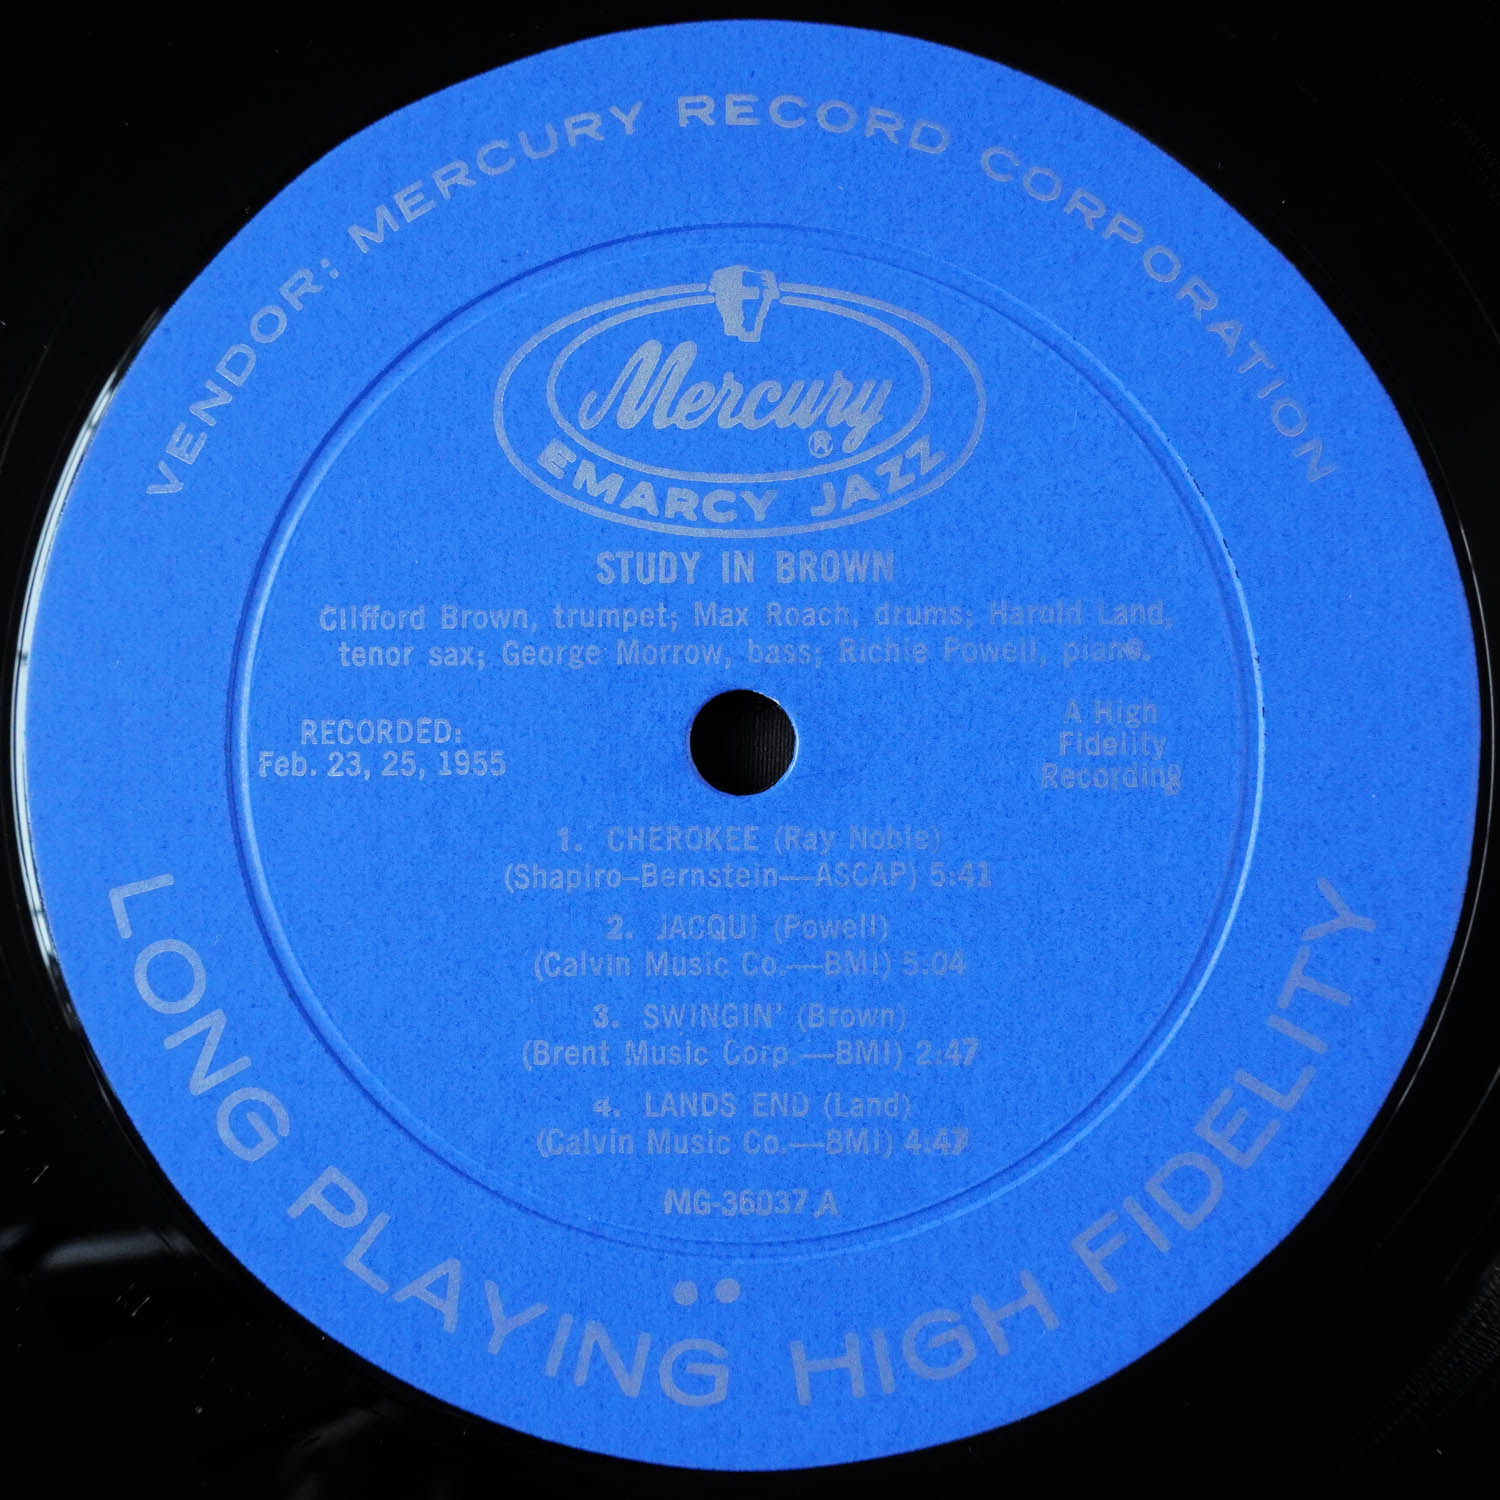 VENDOR: MERCURY RECORD CORPORATION
Mercury®
EMARCY JAZZ
STUDY IN BROWN
Clifford Brown, trumpet; Max Roach, drums; Harold Land,
tenor sax; George Morrow, bass; Richie Powell, piano.
RECORDED:
Feb. 23, 25, 1955
A High
Fidelity
Recording
1. CHEROKEE (Ray Noble)
(Shapiro–Bernstein—ASCAP) 5:41
2. JACQUI (Powell)
(Calvin Music Co.—BMI) 5:04
3. SWINGIN' (Brown)
(Brent Music Corp.—BMI) 2:47
4. LANDS END (Land)
(Calvin Music Co.—BMI) 4:47
MG-36037 A
LONG PLAYING HIGH FIDELITY